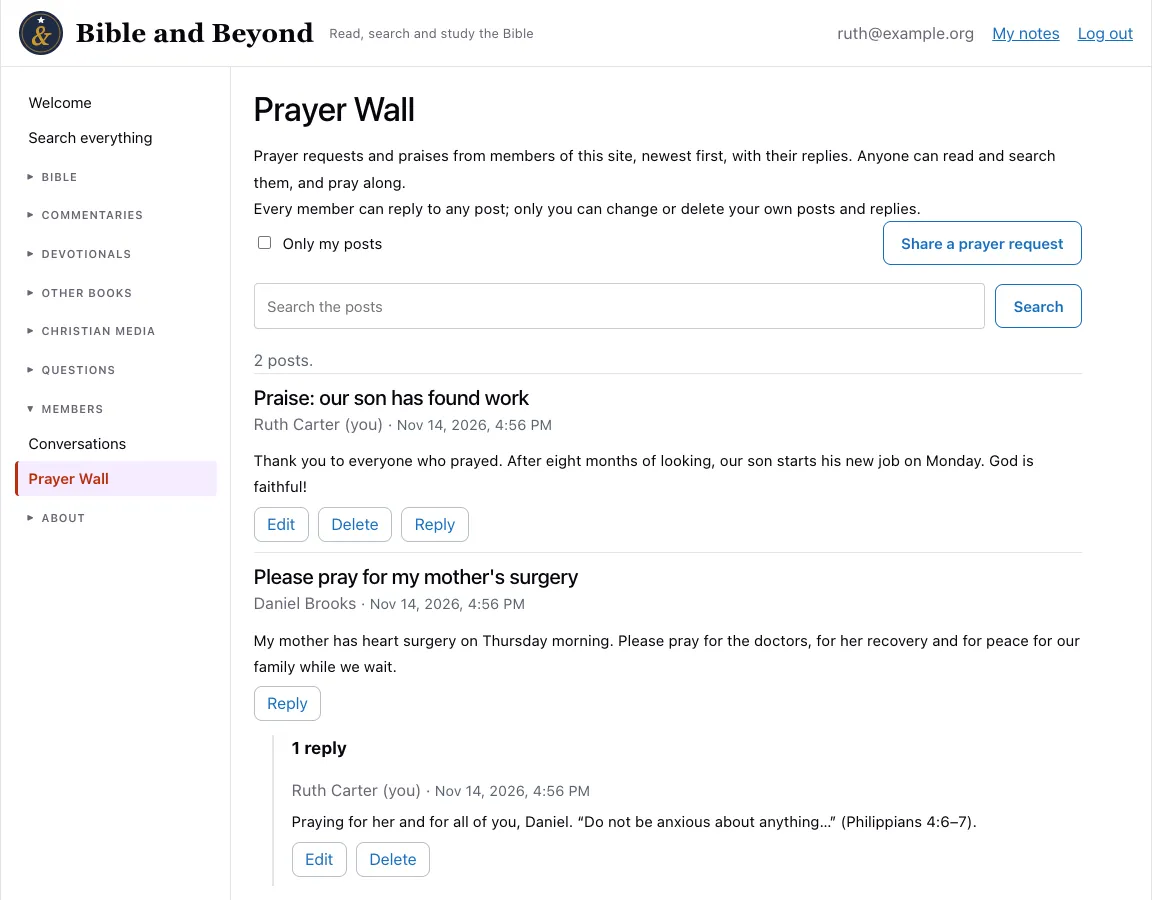 &
Bible and Beyond
Read, search and study the Bible
ruth@example.org
My notes
Log out
Welcome
Search everything
BIBLE
COMMENTARIES
DEVOTIONALS
OTHER BOOKS
CHRISTIAN MEDIA
QUESTIONS
MEMBERS
Conversations
Prayer Wall
ABOUT
Prayer Wall
Prayer requests and praises from members of this site, newest first, with their replies. Anyone can read and search
them, and pray along.
Every member can reply to any post; only you can change or delete your own posts and replies.
Only my posts
Share a prayer request
Search the posts
Search
2 posts.
Praise: our son has found work
Ruth Carter (you) · Nov 14, 2026, 4:56 PM
Thank you to everyone who prayed. After eight months of looking, our son starts his new job on Monday. God is
faithful!
Edit
Delete
Reply
Please pray for my mother's surgery
Daniel Brooks · Nov 14, 2026, 4:56 PM
My mother has heart surgery on Thursday morning. Please pray for the doctors, for her recovery and for peace for our
family while we wait.
Reply
1 reply
Ruth Carter (you) · Nov 14, 2026, 4:56 PM
Praying for her and for all of you, Daniel. “Do not be anxious about anything…” (Philippians 4:6–7).
Edit
Delete